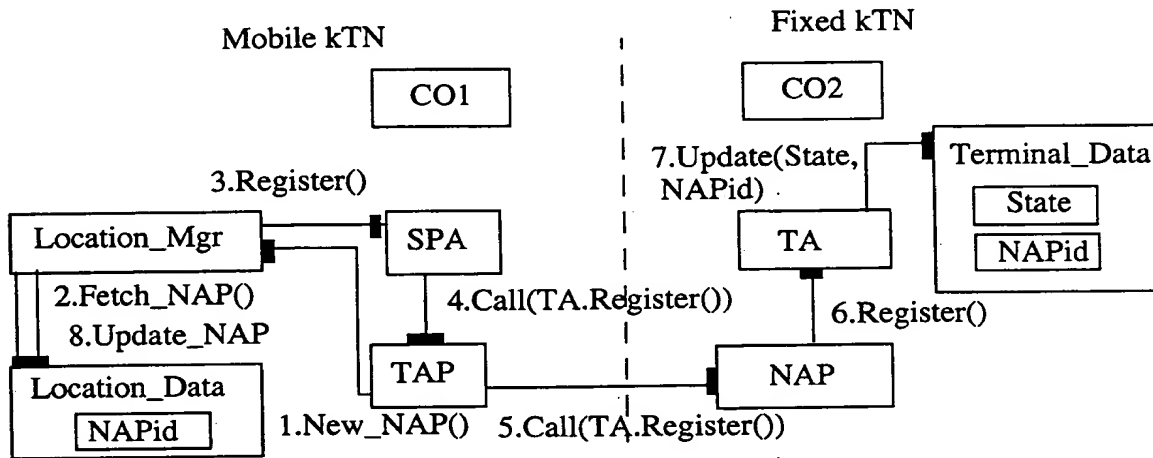 Mobile kTN
Fixed kTN
CO1
CO2
7.Update(State,
NAPid)
Terminal_Data
State
NAPid
3.Register()
Location_Mgr
SPA
TA
2.Fetch_NAP()
8.Update_NAP
4.Call(TA.Register())
6.Register()
Location_Data
NAPid
TAP
NAP
1.New_NAP()
5.Call(TA.Register())